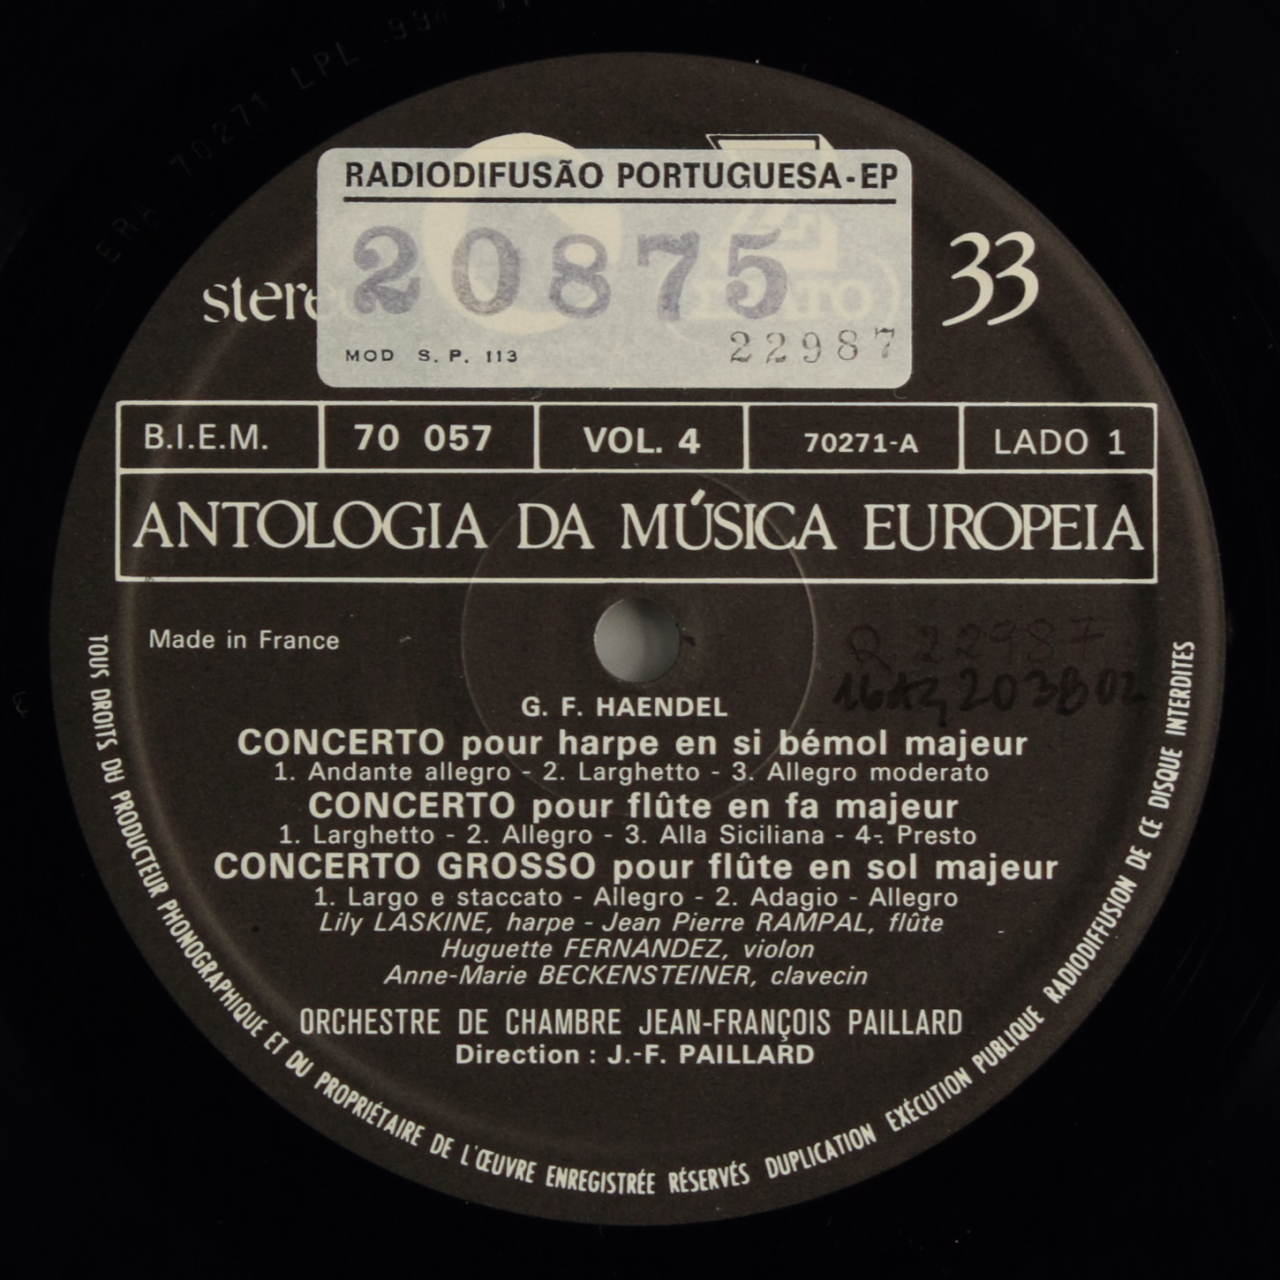 RADIODIFUSÃO PORTUGUESA-EP
20875
MOD S. P. 113
22987
stere
33
B.I.E.M.
70 057
VOL. 4
70271-A
LADO 1
ANTOLOGIA DA MÚSICA EUROPEIA
Made in France
R 22987
203B02
G. F. HAENDEL
CONCERTO pour harpe en si bémol majeur
1. Andante allegro - 2. Larghetto - 3. Allegro moderato
CONCERTO pour flûte en fa majeur
1. Larghetto - 2. Allegro - 3. Alla Siciliana - 4-. Presto
CONCERTO GROSSO pour flûte en sol majeur
1. Largo e staccato - Allegro - 2. Adagio - Allegro
Lily LASKINE, harpe - Jean Pierre RAMPAL, flûte
Huguette FERNANDEZ, violon
Anne-Marie BECKENSTEINER, clavecin
ORCHESTRE DE CHAMBRE JEAN-FRANÇOIS PAILLARD
Direction : J.-F. PAILLARD
TOUS DROITS DU PRODUCTEUR PHONOGRAPHIQUE ET DU PROPRIÉTAIRE DE L'ŒUVRE ENREGISTRÉE RÉSERVÉS DUPLICATION EXÉCUTION PUBLIQUE RADIODIFFUSION DE CE DISQUE INTERDITES
70271 LPL